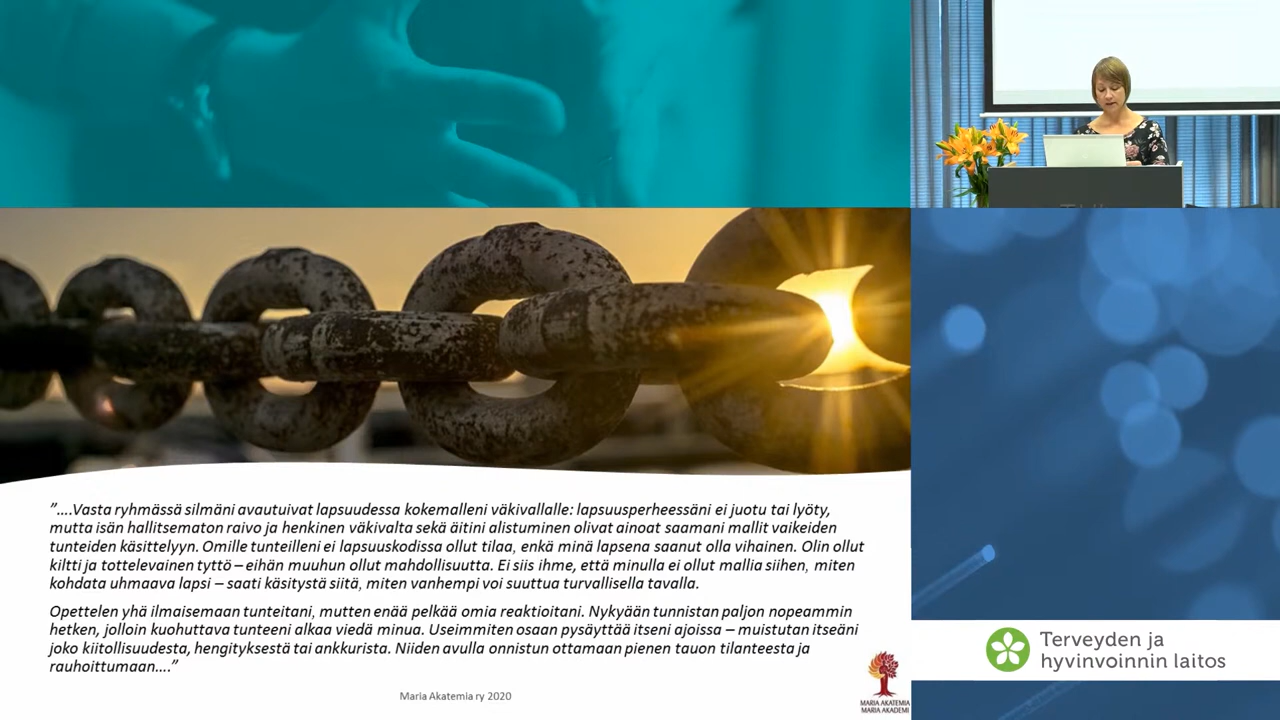 ”....Vasta ryhmässä silmäni avautuivat lapsuudessa kokemalleni väkivallalle: lapsuusperheessäni ei juotu tai lyöty,
mutta isän hallitsematon raivo ja henkinen väkivalta sekä äitini alistuminen olivat ainoat saamani mallit vaikeiden
tunteiden käsittelyyn. Omille tunteilleni ei lapsuuskodissa ollut tilaa, enkä minä lapsena saanut olla vihainen. Olin ollut
kiltti ja tottelevainen tyttö – eihän muuhun ollut mahdollisuutta. Ei siis ihme, että minulla ei ollut mallia siihen, miten
kohdata uhmaava lapsi – saati käsitystä siitä, miten vanhempi voi suuttua turvallisella tavalla.
Opettelen yhä ilmaisemaan tunteitani, mutten enää pelkää omia reaktioitani. Nykyään tunnistan paljon nopeammin
hetken, jolloin kuohuttava tunteeni alkaa viedä minua. Useimmiten osaan pysäyttää itseni ajoissa – muistutan itseäni
joko kiitollisuudesta, hengityksestä tai ankkurista. Niiden avulla onnistun ottamaan pienen tauon tilanteesta ja
rauhoittumaan....”
Maria Akatemia ry 2020
MARIA AKATEMIA
MARIA AKADEMI
Terveyden ja
hyvinvoinnin laitos